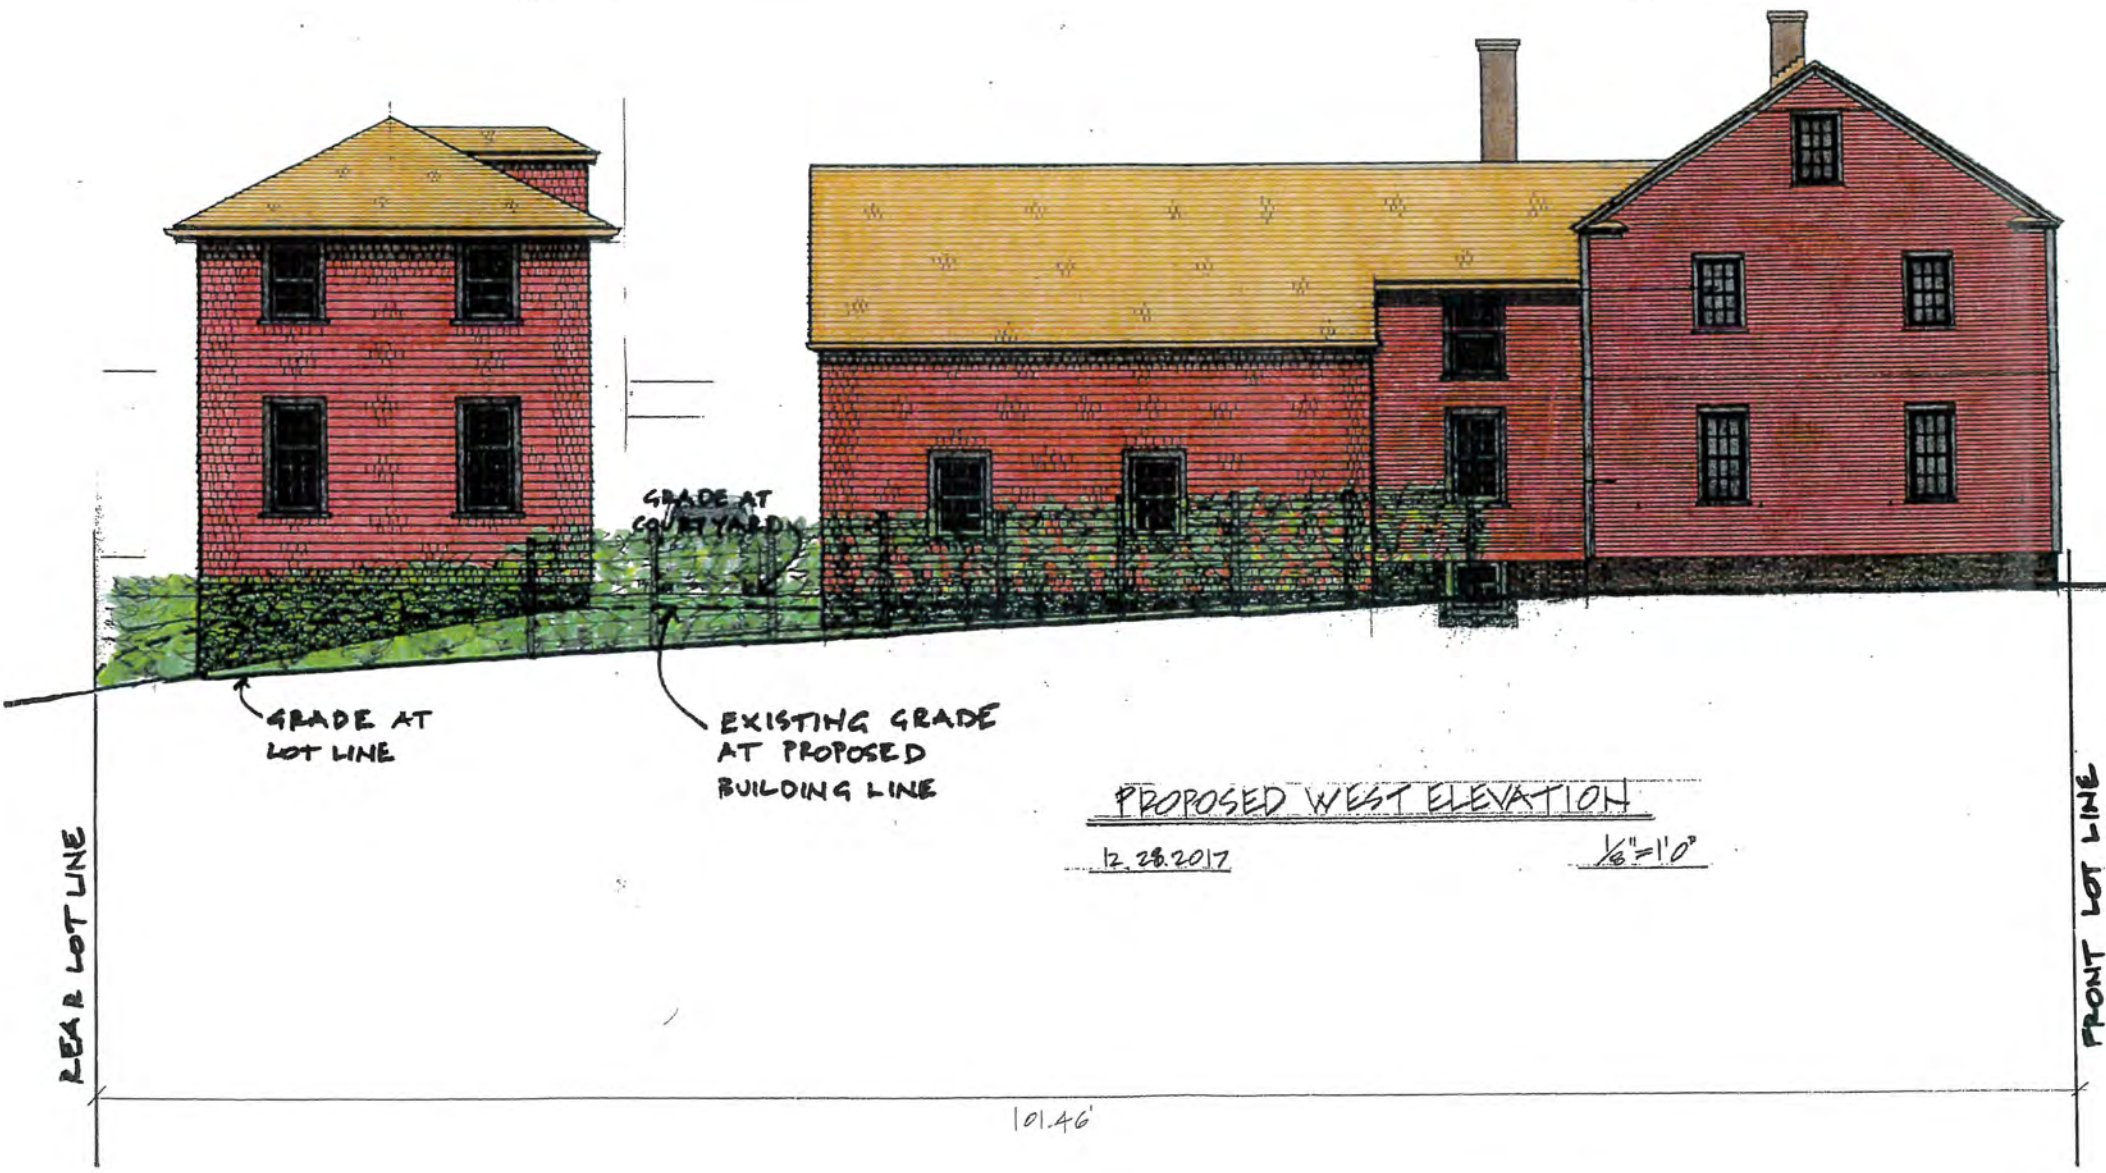 GRADE AT
COURTYARD
GRADE AT
LOT LINE
EXISTING GRADE
AT PROPOSED
BUILDING LINE
PROPOSED WEST ELEVATION
12.28.2017
1/8"=1'0"
REAR LOT LINE
FRONT LOT LINE
101.46'